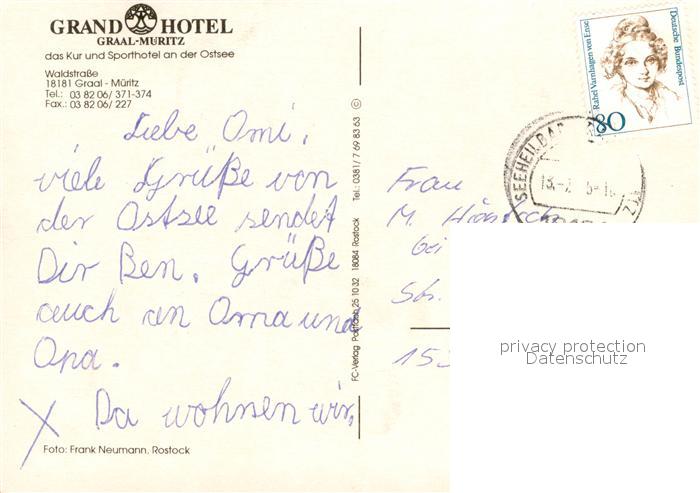 GRAND HOTEL
GRAAL-MÜRITZ
das Kur und Sporthotel an der Ostsee
Waldstraße
18181 Graal - Müritz
Tel.: 03 82 06/ 371-374
Fax.: 03 82 06/ 227
Liebe Omi,
viele Grüße von
der Ostsee sendet
Dir Ben. Grüße
auch an Oma und
Opa.
X Da wohnen wir.
Foto: Frank Neumann, Rostock
FC-Verlag Postfach 25 10 32 18084 Rostock Tel.: 0381/ 7 69 83 63 ©
Deutsche Bundespost
Rahel Varnhagen von Ense
80
SEEHEILBAD
Frau
M.
bei
Str.
153
privacy protection
Datenschutz